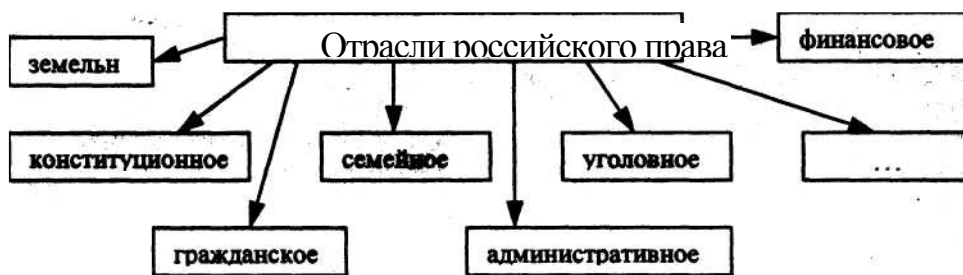 Отрасли российского права
финансовое
земельн
конституционное
семейное
уголовное
...
гражданское
административное